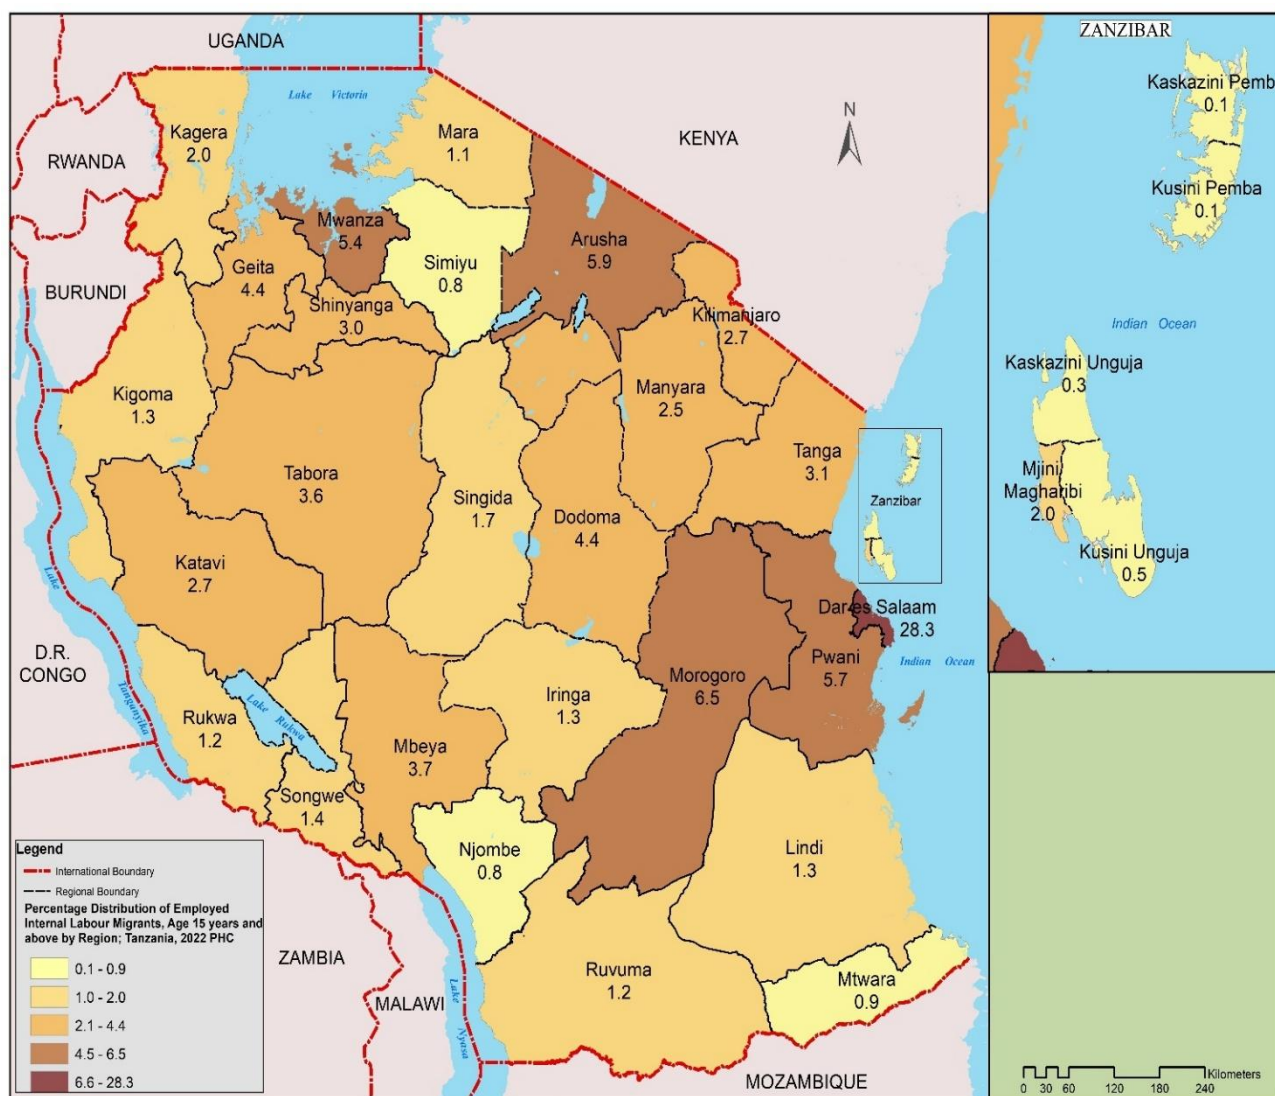 UGANDA
Lake Victoria
KENYA
N
RWANDA
BURUNDI
Kagera
2.0
Mara
1.1
Mwanza
5.4
Simiyu
0.8
Arusha
5.9
Geita
4.4
Shinyanga
3.0
Kilimanjaro
2.7
Kigoma
1.3
Manyara
2.5
Tanga
3.1
Tabora
3.6
Singida
1.7
Dodoma
4.4
Zanzibar
Katavi
2.7
Dar es Salaam
28.3
Pwani
5.7
Indian Ocean
D.R.
CONGO
Lake Tanganyika
Morogoro
6.5
Iringa
1.3
Rukwa
1.2
Lake Rukwa
Mbeya
3.7
Songwe
1.4
Njombe
0.8
Lindi
1.3
Ruvuma
1.2
Mtwara
0.9
ZAMBIA
MALAWI
Lake Nyasa
MOZAMBIQUE
Legend
International Boundary
Regional Boundary
Percentage Distribution of Employed
Internal Labour Migrants, Age 15 years and
above by Region; Tanzania, 2022 PHC
0.1 - 0.9
1.0 - 2.0
2.1 - 4.4
4.5 - 6.5
6.6 - 28.3
ZANZIBAR
Kaskazini Pemb
0.1
Kusini Pemba
0.1
Indian Ocean
Kaskazini Unguja
0.3
Mjini
Magharibi
2.0
Kusini Unguja
0.5
Kilometers
0 30 60 120 180 240